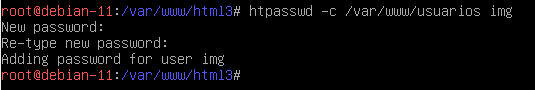 root@debian-11:/var/www/html3# htpasswd -c /var/www/usuarios img
New password:
Re-type new password:
Adding password for user img
root@debian-11:/var/www/html3#